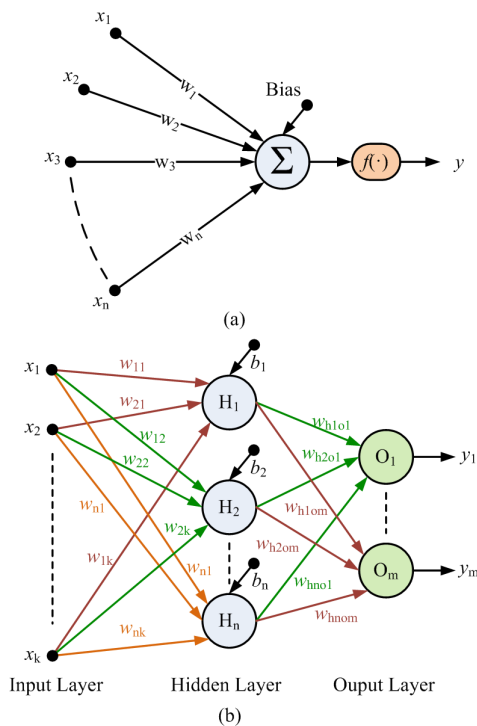 x1
w1
x2
w2
Bias
x3
w3
Σ
f(·)
y
wn
xn
(a)
x1
w11
b1
w21
H1
x2
w12
wh1o1
w22
b2
wh2o1
O1
y1
wn1
H2
w2k
wh1om
w1k
wh2om
wn1
bn
whno1
Om
ym
wnk
Hn
whnom
xk
Input Layer Hidden Layer Ouput Layer
(b)